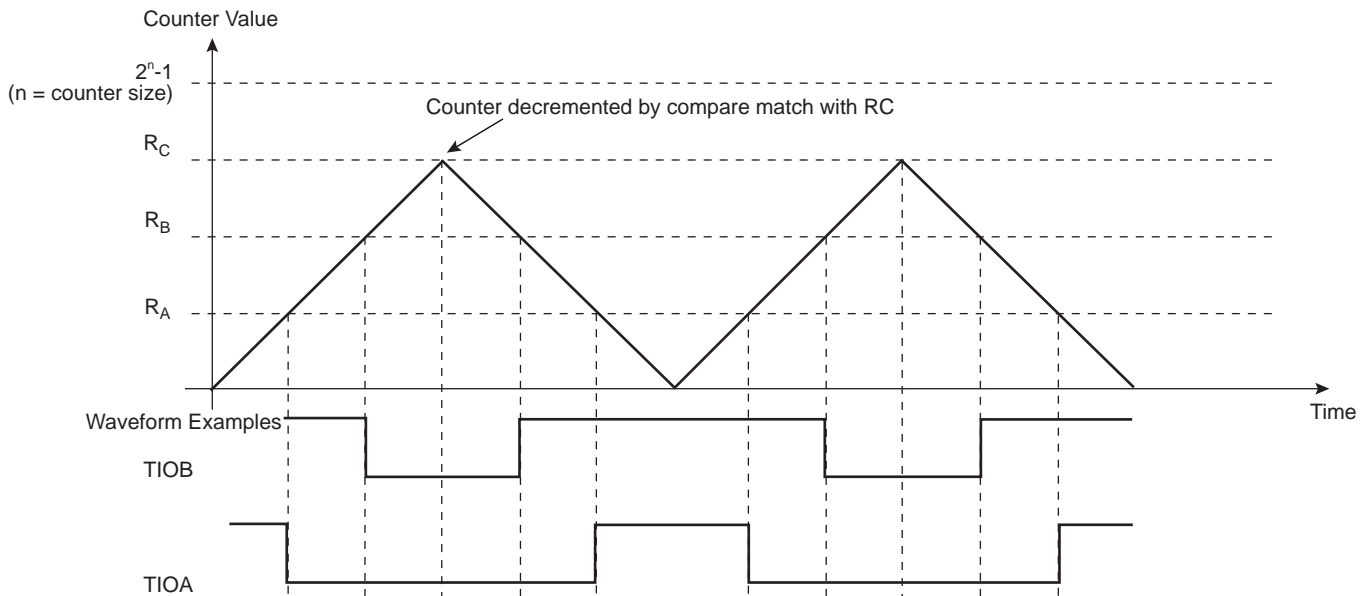 Counter Value
2ⁿ-1
(n = counter size)
Counter decremented by compare match with RC
R_C
R_B
R_A
Time
Waveform Examples
TIOB
TIOA